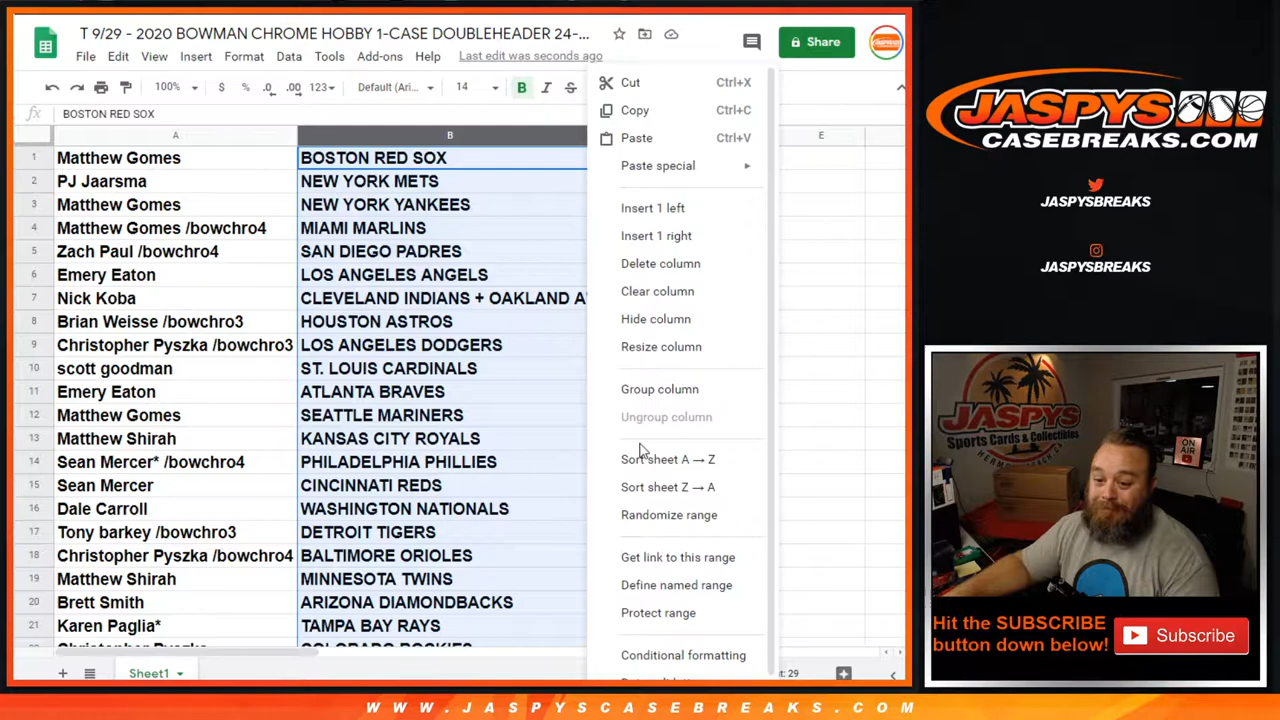 T 9/29 - 2020 BOWMAN CHROME HOBBY 1-CASE DOUBLEHEADER 24-...
Share
File Edit View Insert Format Data Tools Add-ons Help Last edit was seconds ago
100% $ % .0 .00 123 Default (Ari... 14 B I S
fx BOSTON RED SOX
A B E
1 Matthew Gomes BOSTON RED SOX
2 PJ Jaarsma NEW YORK METS
3 Matthew Gomes NEW YORK YANKEES
4 Matthew Gomes /bowchro4 MIAMI MARLINS
5 Zach Paul /bowchro4 SAN DIEGO PADRES
6 Emery Eaton LOS ANGELES ANGELS
7 Nick Koba CLEVELAND INDIANS + OAKLAND
8 Brian Weisse /bowchro3 HOUSTON ASTROS
9 Christopher Pyszka /bowchro3 LOS ANGELES DODGERS
10 scott goodman ST. LOUIS CARDINALS
11 Emery Eaton ATLANTA BRAVES
12 Matthew Gomes SEATTLE MARINERS
13 Matthew Shirah KANSAS CITY ROYALS
14 Sean Mercer* /bowchro4 PHILADELPHIA PHILLIES
15 Sean Mercer CINCINNATI REDS
16 Dale Carroll WASHINGTON NATIONALS
17 Tony barkey /bowchro3 DETROIT TIGERS
18 Christopher Pyszka /bowchro4 BALTIMORE ORIOLES
19 Matthew Shirah MINNESOTA TWINS
20 Brett Smith ARIZONA DIAMONDBACKS
21 Karen Paglia* TAMPA BAY RAYS
Christopher Pyszka COLORADO ROCKIES
Sheet1
: 29
Cut Ctrl+X
Copy Ctrl+C
Paste Ctrl+V
Paste special
Insert 1 left
Insert 1 right
Delete column
Clear column
Hide column
Resize column
Group column
Ungroup column
Sort sheet A → Z
Sort sheet Z → A
Randomize range
Get link to this range
Define named range
Protect range
Conditional formatting
JASPYS
CASEBREAKS.COM
JASPYSBREAKS
JASPYSBREAKS
JASPYS
Sports Cards & Collectibles
ON AIR
Hit the SUBSCRIBE
button down below!
Subscribe
WWW.JASPYSCASEBREAKS.COM